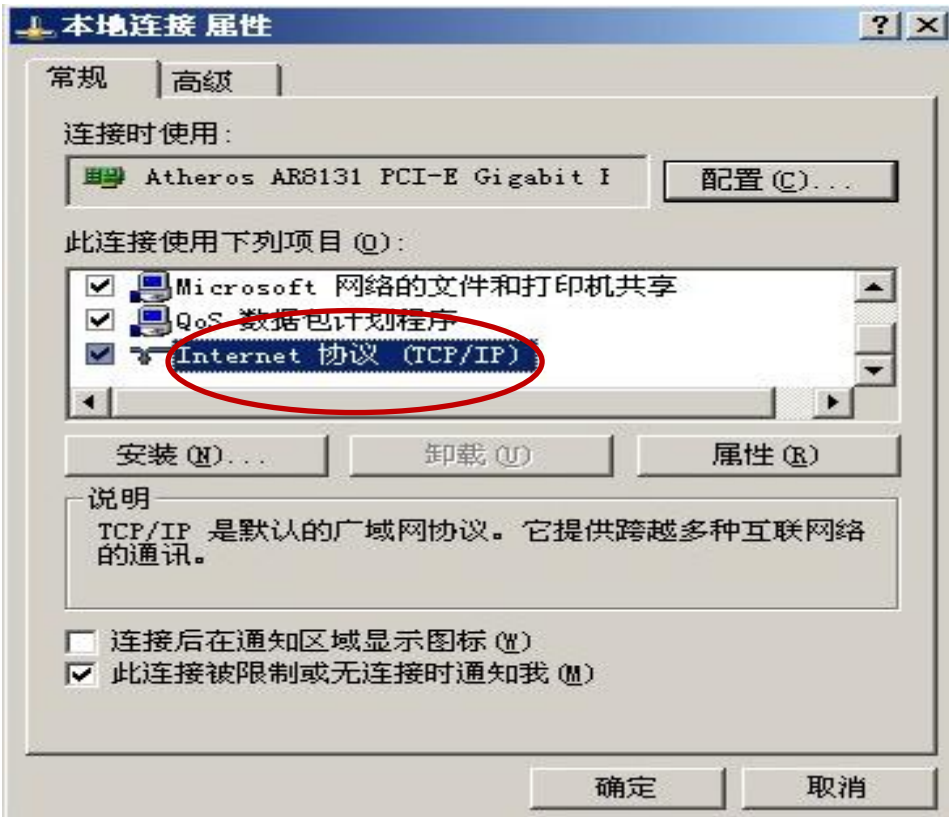 本地连接 属性
常规
高级
连接时使用:
Atheros AR8131 PCI-E Gigabit
配置(C)...
此连接使用下列项目(O):
Microsoft 网络的文件和打印机共享
QoS 数据包计划程序
Internet 协议 (TCP/IP)
安装(N)...
卸载(U)
属性(R)
说明
TCP/IP 是默认的广域网协议。它提供跨越多种互联网络
的通讯。
连接后在通知区域显示图标(W)
此连接被限制或无连接时通知我(M)
确定
取消